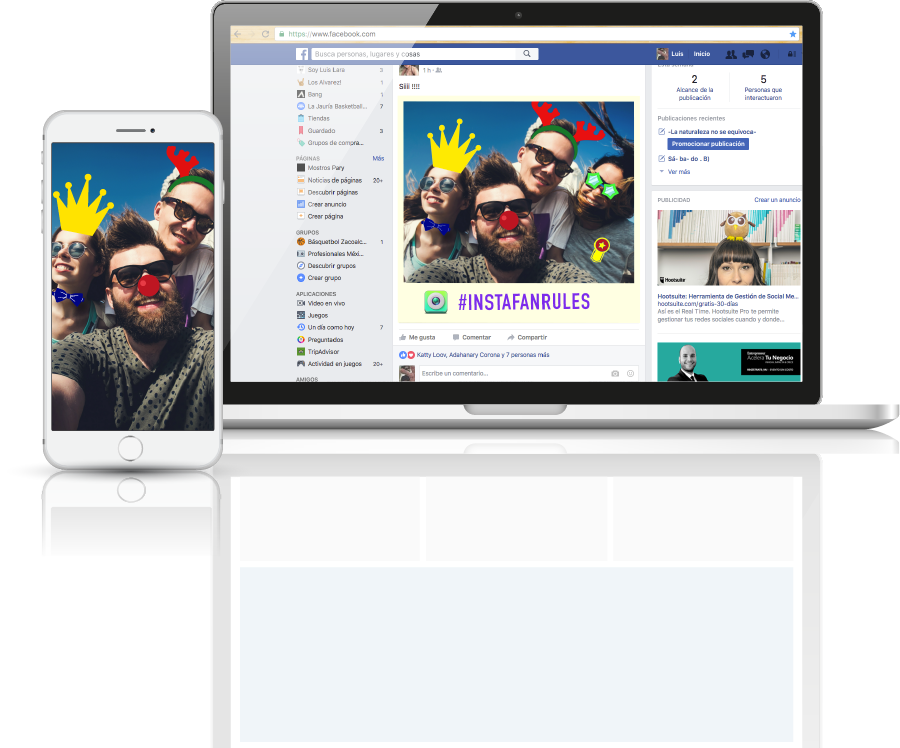 https://www.facebook.com
Busca personas, lugares y cosas
Luis Inicio
Soy Luis Lara 3
Los Alvarez! 1
Bang 1
La Jauría Basketball... 7
Tiendas
Guardado 3
Grupos de compra...
PÁGINAS Más
Mostros Pary
Noticias de páginas 20+
Descubrir páginas
Crear anuncio
Crear página
GRUPOS
Básquetbol Zacoalc... 1
Profesionales Méxi...
Descubrir grupos
Crear grupo
APLICACIONES
Video en vivo
Juegos
Un día como hoy 7
Preguntados
TripAdvisor
Actividad en juegos 20+
AMIGOS
1 h
Siiii !!!!
#INSTAFANRULES
Me gusta Comentar Compartir
Katty Loov, Adahanary Corona y 7 personas más
Escribe un comentario...
2 5
Alcance de la publicación
Personas que interactuaron
Publicaciones recientes
-La naturaleza no se equivoca-
Promocionar publicación
Sá- ba- do . B)
Ver más
PUBLICIDAD Crear un anuncio
Hootsuite
Hootsuite: Herramienta de Gestión de Social Me...
hootsuite.com/gratis-30-días
Así es el Real Time. Hootsuite Pro te permite
gestionar tus redes sociales cuando y donde...
Entrepreneur
Acelera Tu Negocio